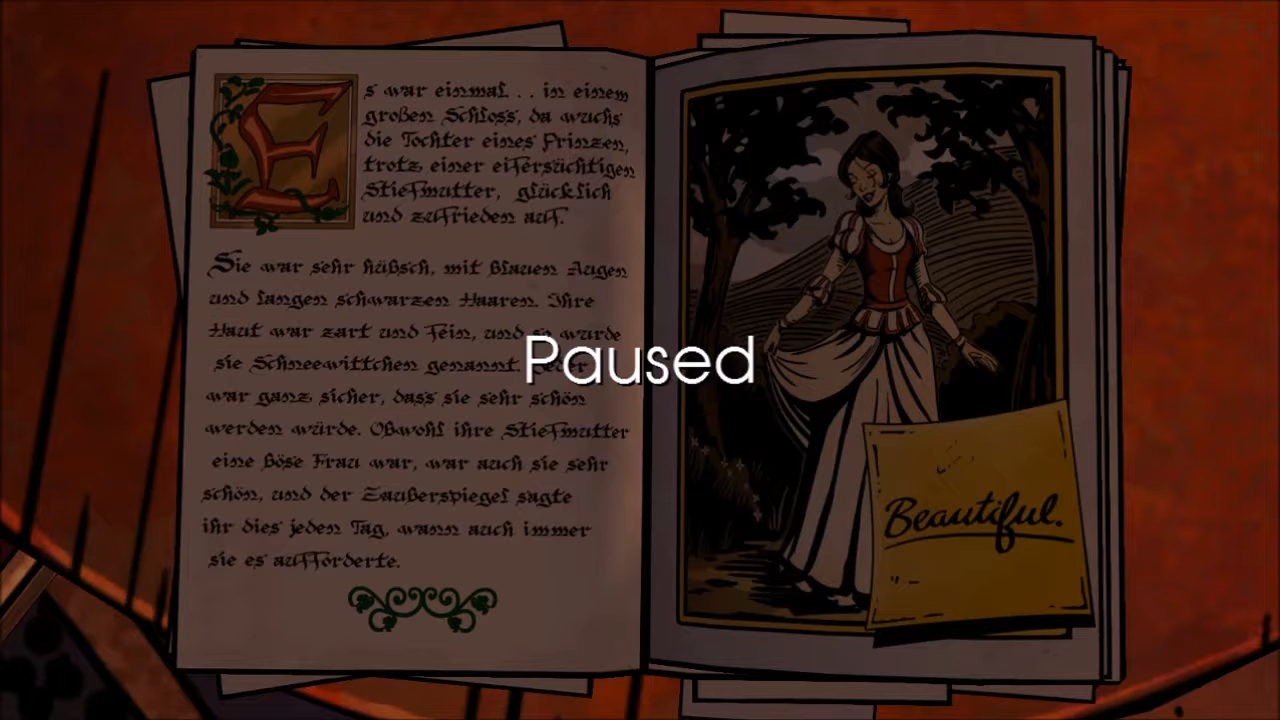 Es war einmal . . in einem
großen Schloss, da wuchs
die Tochter eines Prinzen,
trotz einer eifersüchtigen
Stiefmutter, glücklich
und zufrieden auf.
Sie war sehr hübsch, mit blauen Augen
und langen schwarzen Haaren. Ihre
Haut war zart und fein, und so wurde
sie Schneewittchen genannt. Jeder
war ganz sicher, dass sie sehr schön
werden würde. Obwohl ihre Stiefmutter
eine böse Frau war, war auch sie sehr
schön, und der Zauberspiegel sagte
ihr dies jeden Tag, wann auch immer
sie es aufforderte.
Paused
Beautiful.